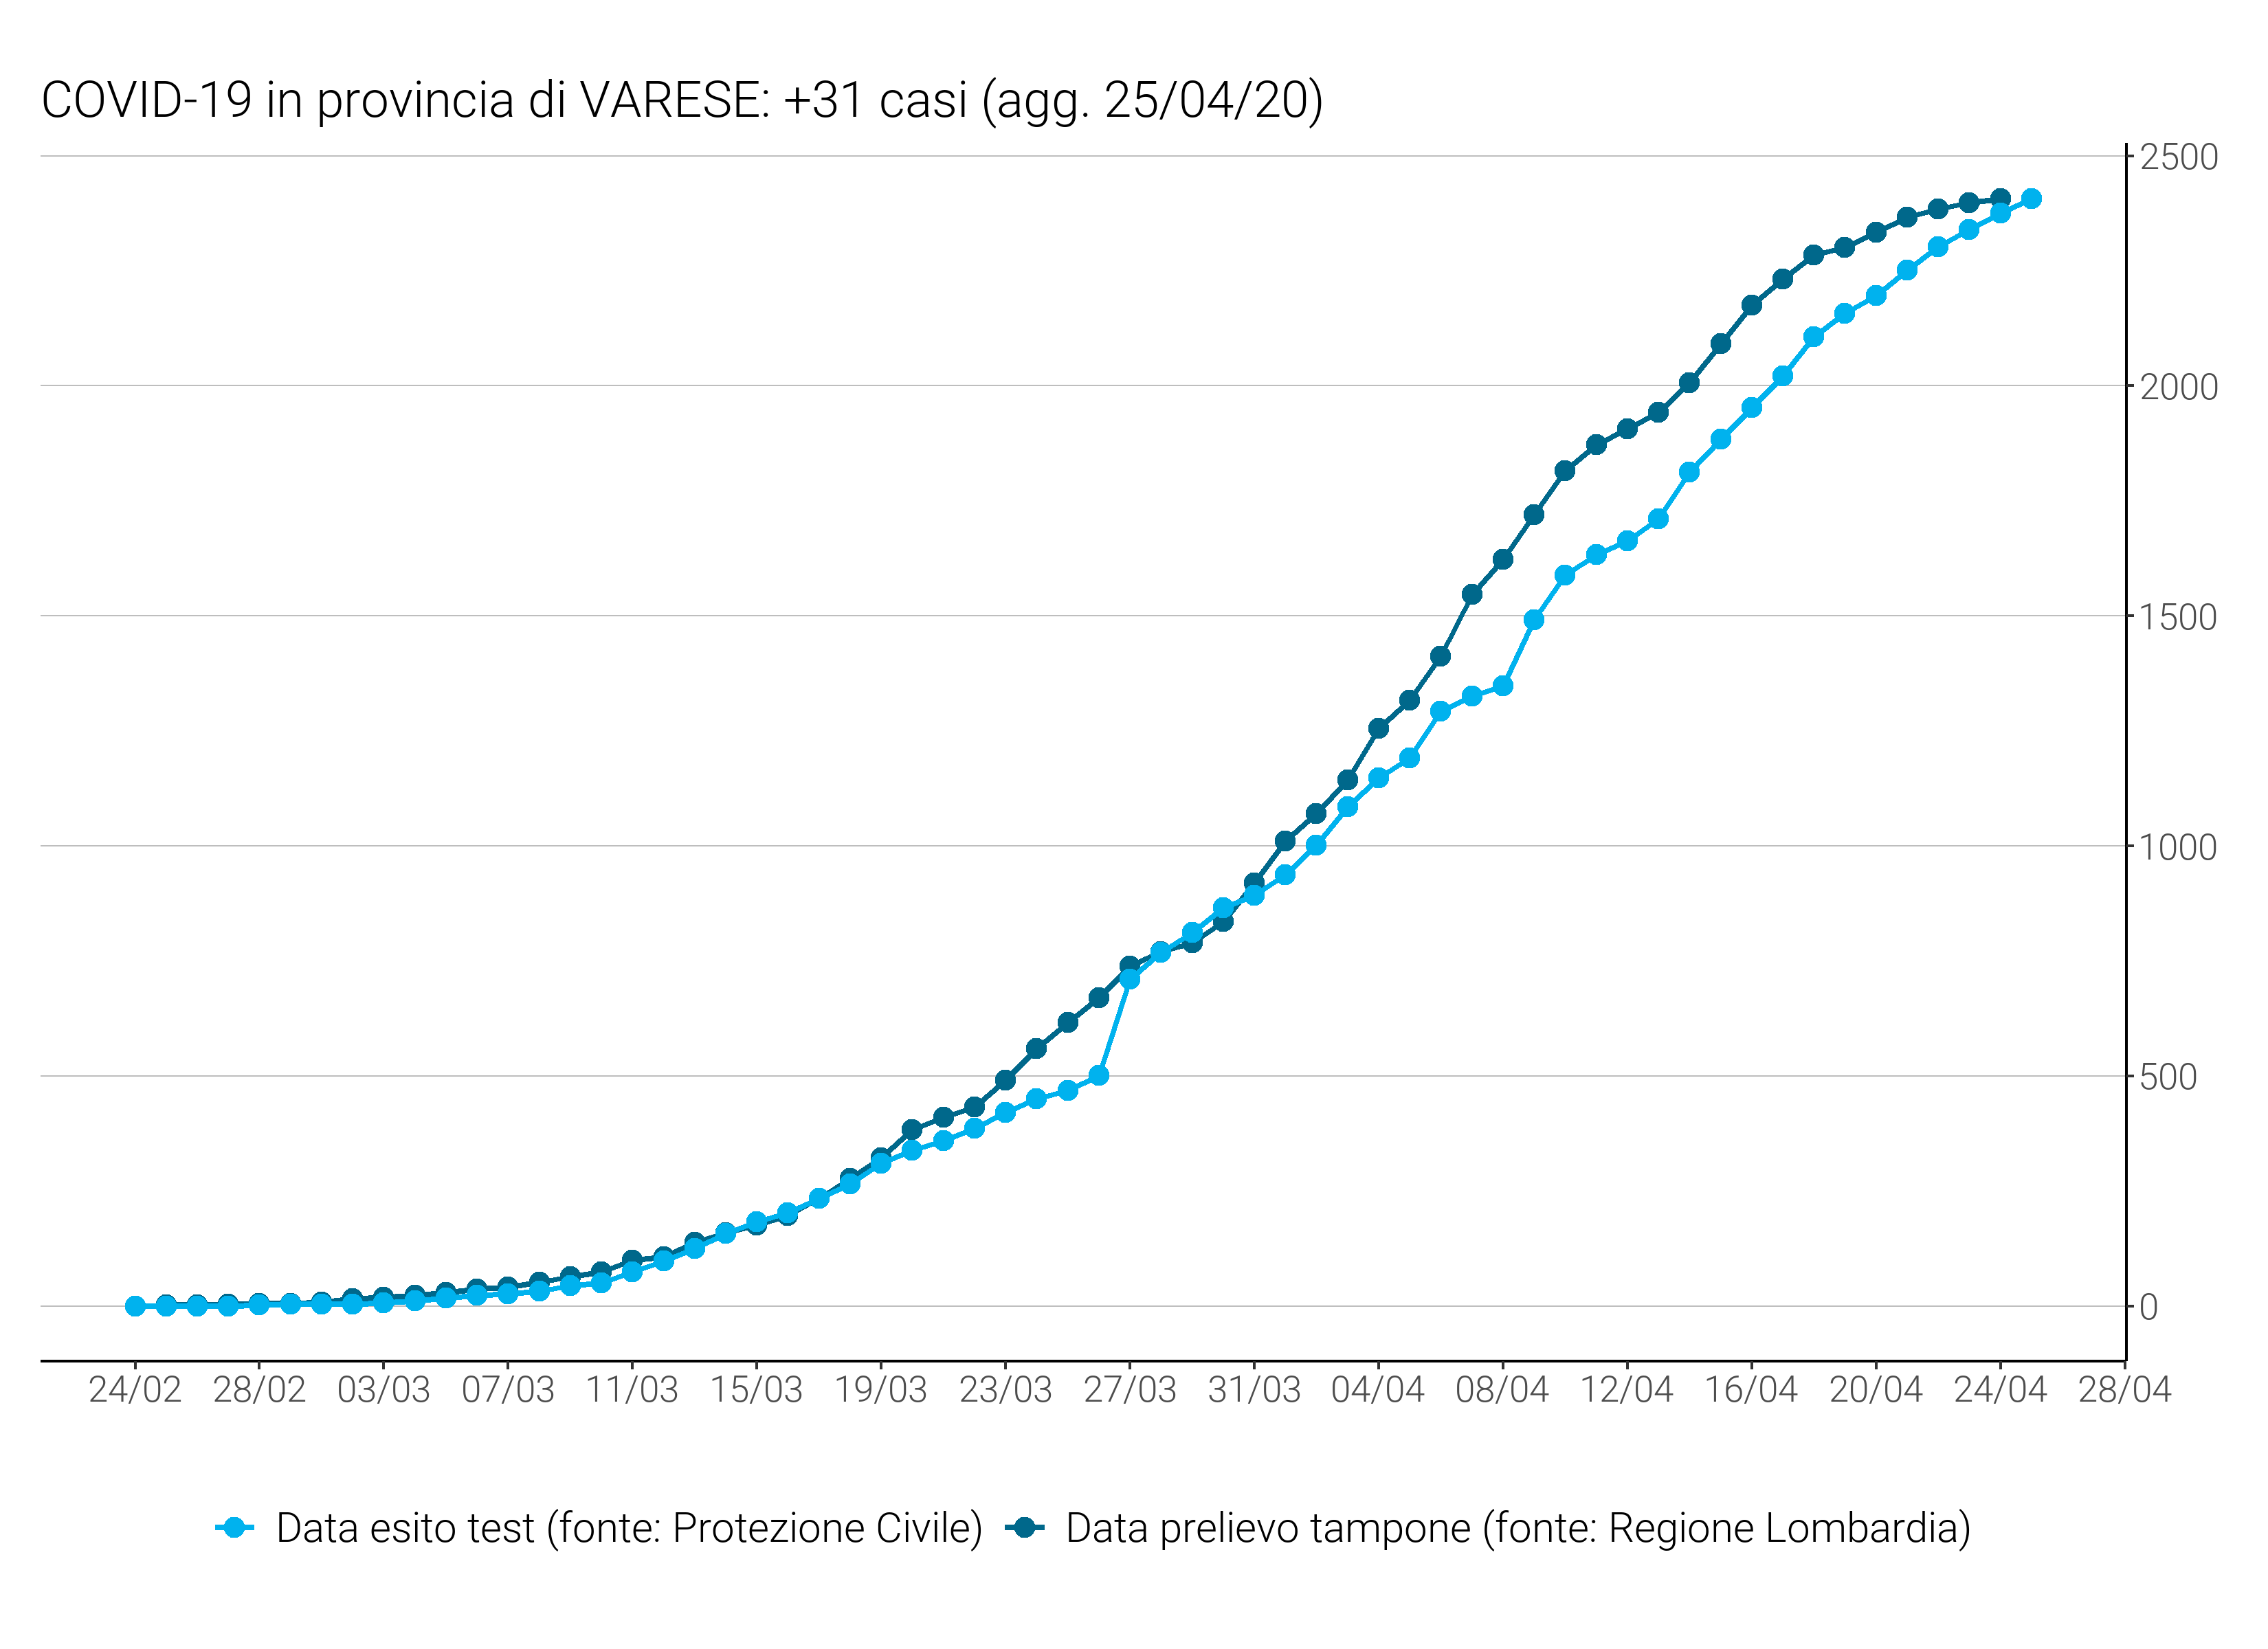 COVID-19 in provincia di VARESE: +31 casi (agg. 25/04/20)
2500
2000
1500
1000
500
0
24/02 28/02 03/03 07/03 11/03 15/03 19/03 23/03 27/03 31/03 04/04 08/04 12/04 16/04 20/04 24/04 28/04
Data esito test (fonte: Protezione Civile) Data prelievo tampone (fonte: Regione Lombardia)